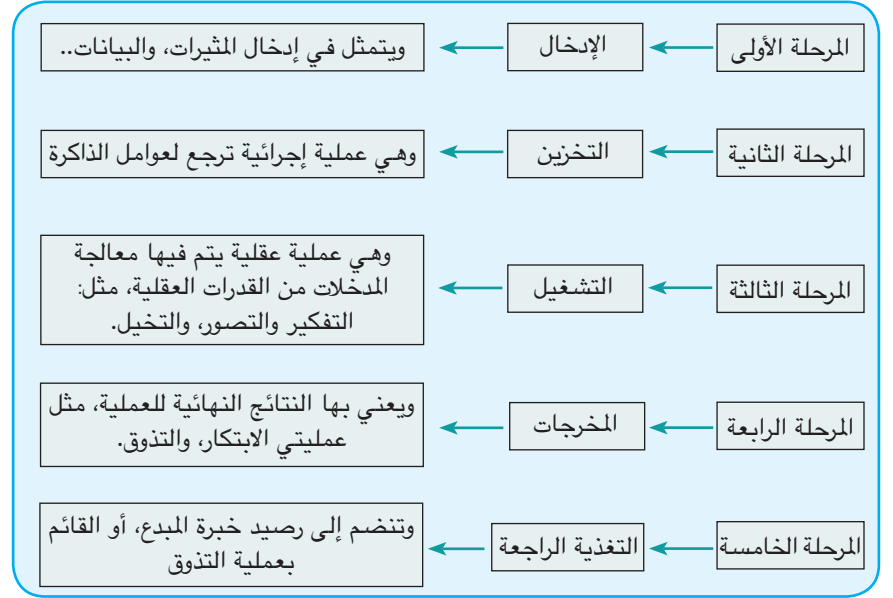 المرحلة الأولى
الإدخال
ويتمثل في إدخال المثيرات، والبيانات..
المرحلة الثانية
التخزين
وهي عملية إجرائية ترجع لعوامل الذاكرة
المرحلة الثالثة
التشغيل
وهي عملية عقلية يتم فيها معالجة
المدخلات من القدرات العقلية، مثل:
التفكير والتصور، والتخيل.
المرحلة الرابعة
المخرجات
ويعني بها النتائج النهائية للعملية، مثل
عمليتي الابتكار، والتذوق.
المرحلة الخامسة
التغذية الراجعة
وتنضم إلى رصيد خبرة المبدع، أو القائم
بعملية التذوق